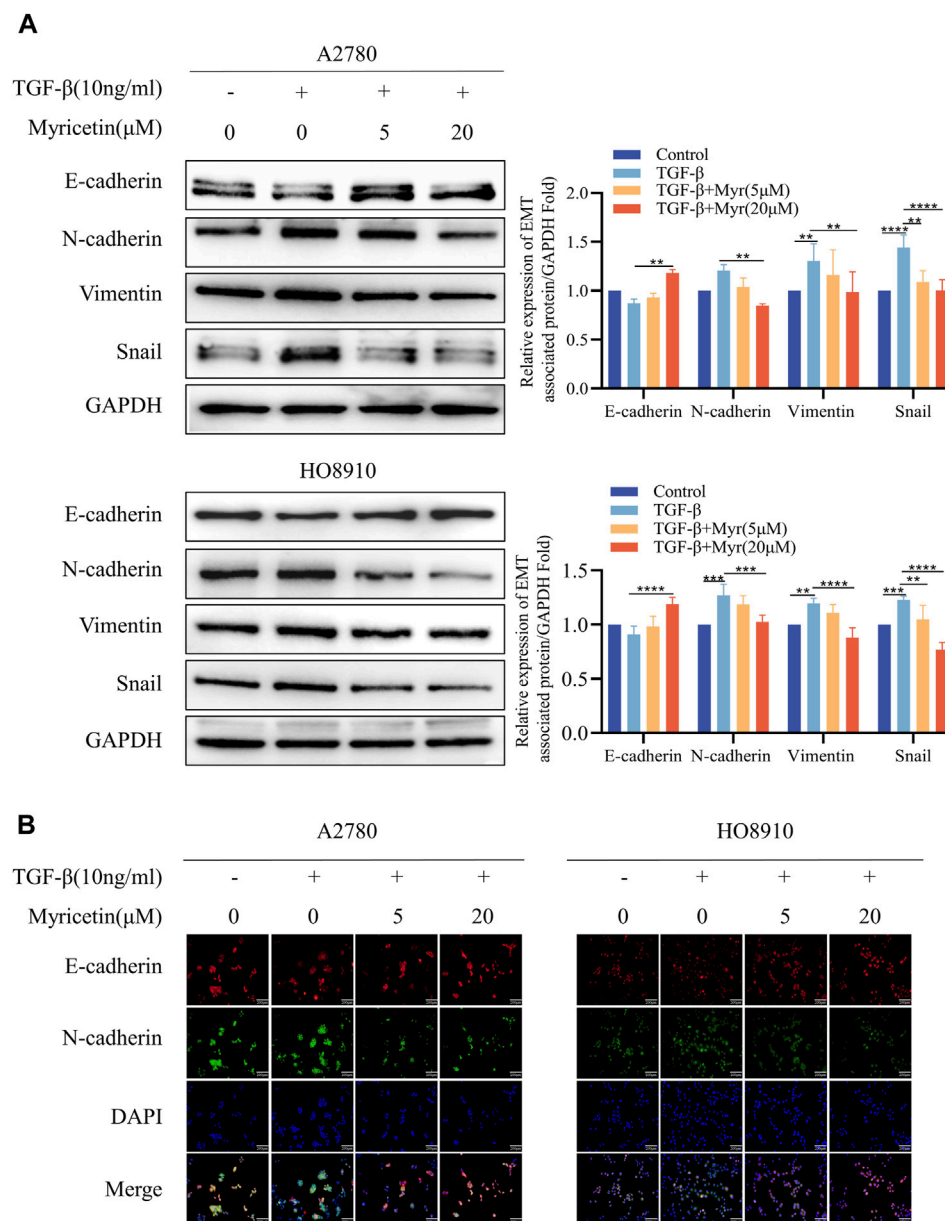 A
A2780
TGF-β(10ng/ml) - + + +
Myricetin(μM) 0 0 5 20
E-cadherin
N-cadherin
Vimentin
Snail
GAPDH
Control
TGF-β
TGF-β+Myr(5μM)
TGF-β+Myr(20μM)
Relative expression of EMT
associated protein/GAPDH Fold)
2.0
1.5
1.0
0.5
0.0
** ** ** ** **** ** ****
E-cadherin N-cadherin Vimentin Snail
HO8910
E-cadherin
N-cadherin
Vimentin
Snail
GAPDH
Control
TGF-β
TGF-β+Myr(5μM)
TGF-β+Myr(20μM)
Relative expression of EMT
associated protein/GAPDH Fold)
1.5
1.0
0.5
0.0
**** *** *** ** **** *** ** ****
E-cadherin N-cadherin Vimentin Snail
B
A2780 HO8910
TGF-β(10ng/ml) - + + + - + + +
Myricetin(μM) 0 0 5 20 0 0 5 20
E-cadherin
N-cadherin
DAPI
Merge